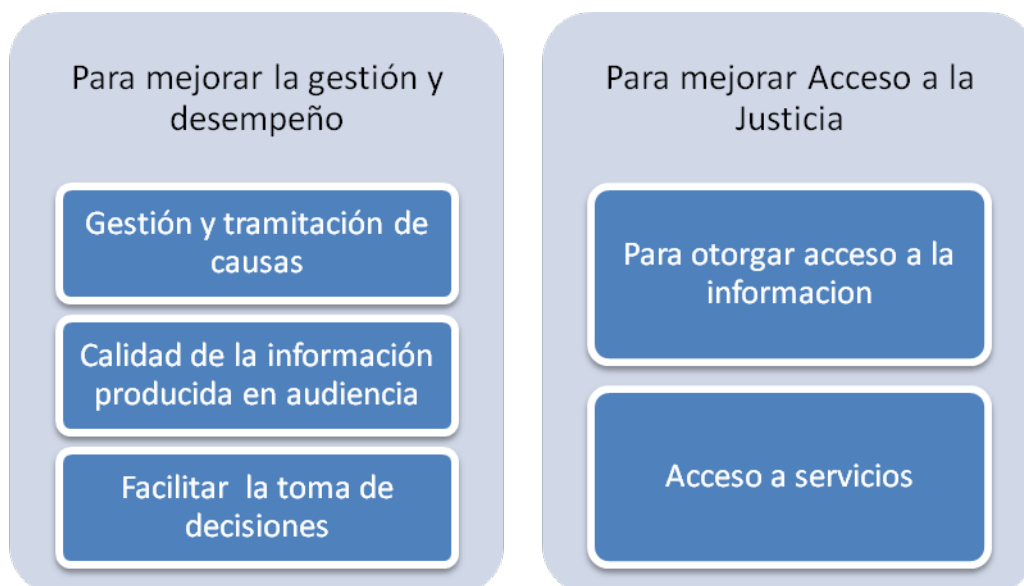 Para mejorar la gestión y
desempeño
Gestión y tramitación de
causas
Calidad de la información
producida en audiencia
Facilitar  la toma de
decisiones
Para mejorar Acceso a la
Justicia
Para otorgar acceso a la
informacion
Acceso a servicios